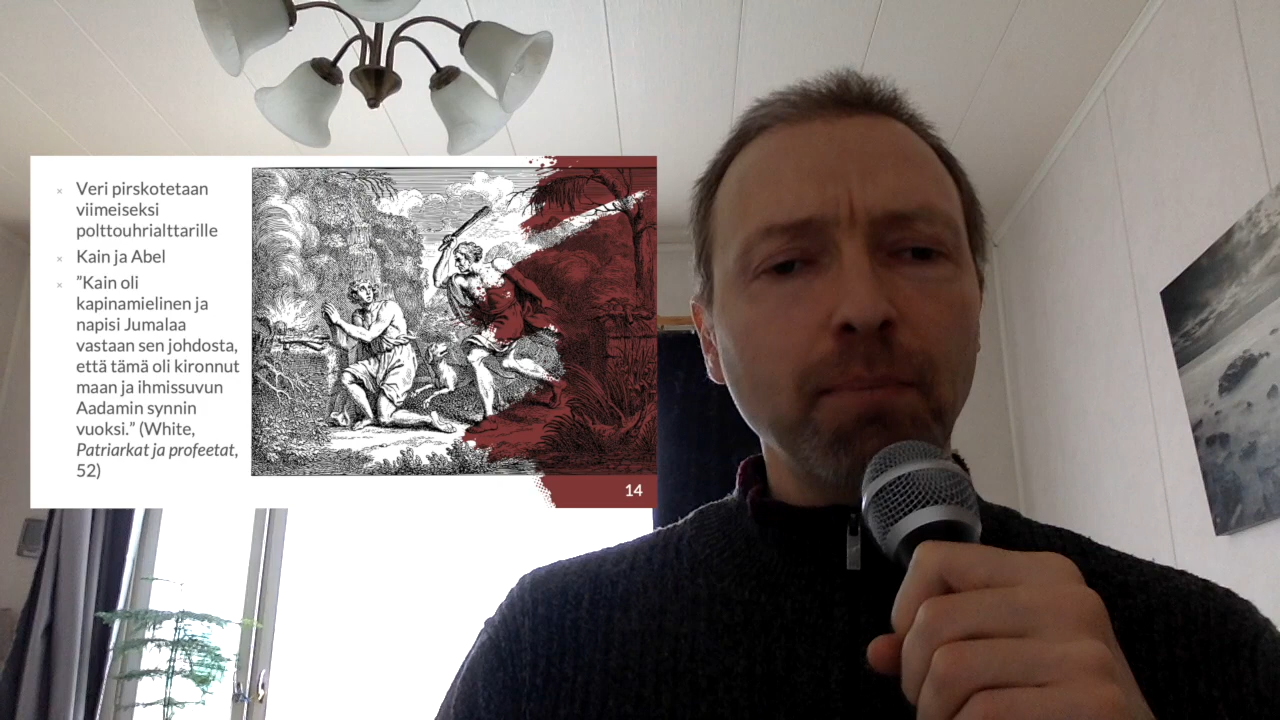 Veri pirskotetaan
viimeiseksi
polttouhrialttarille
Kain ja Abel
”Kain oli
kapinamielinen ja
napisi Jumalaa
vastaan sen johdosta,
että tämä oli kironnut
maan ja ihmissuvun
Aadamin synnin
vuoksi.” (White,
Patriarkat ja profeetat,
52)
14